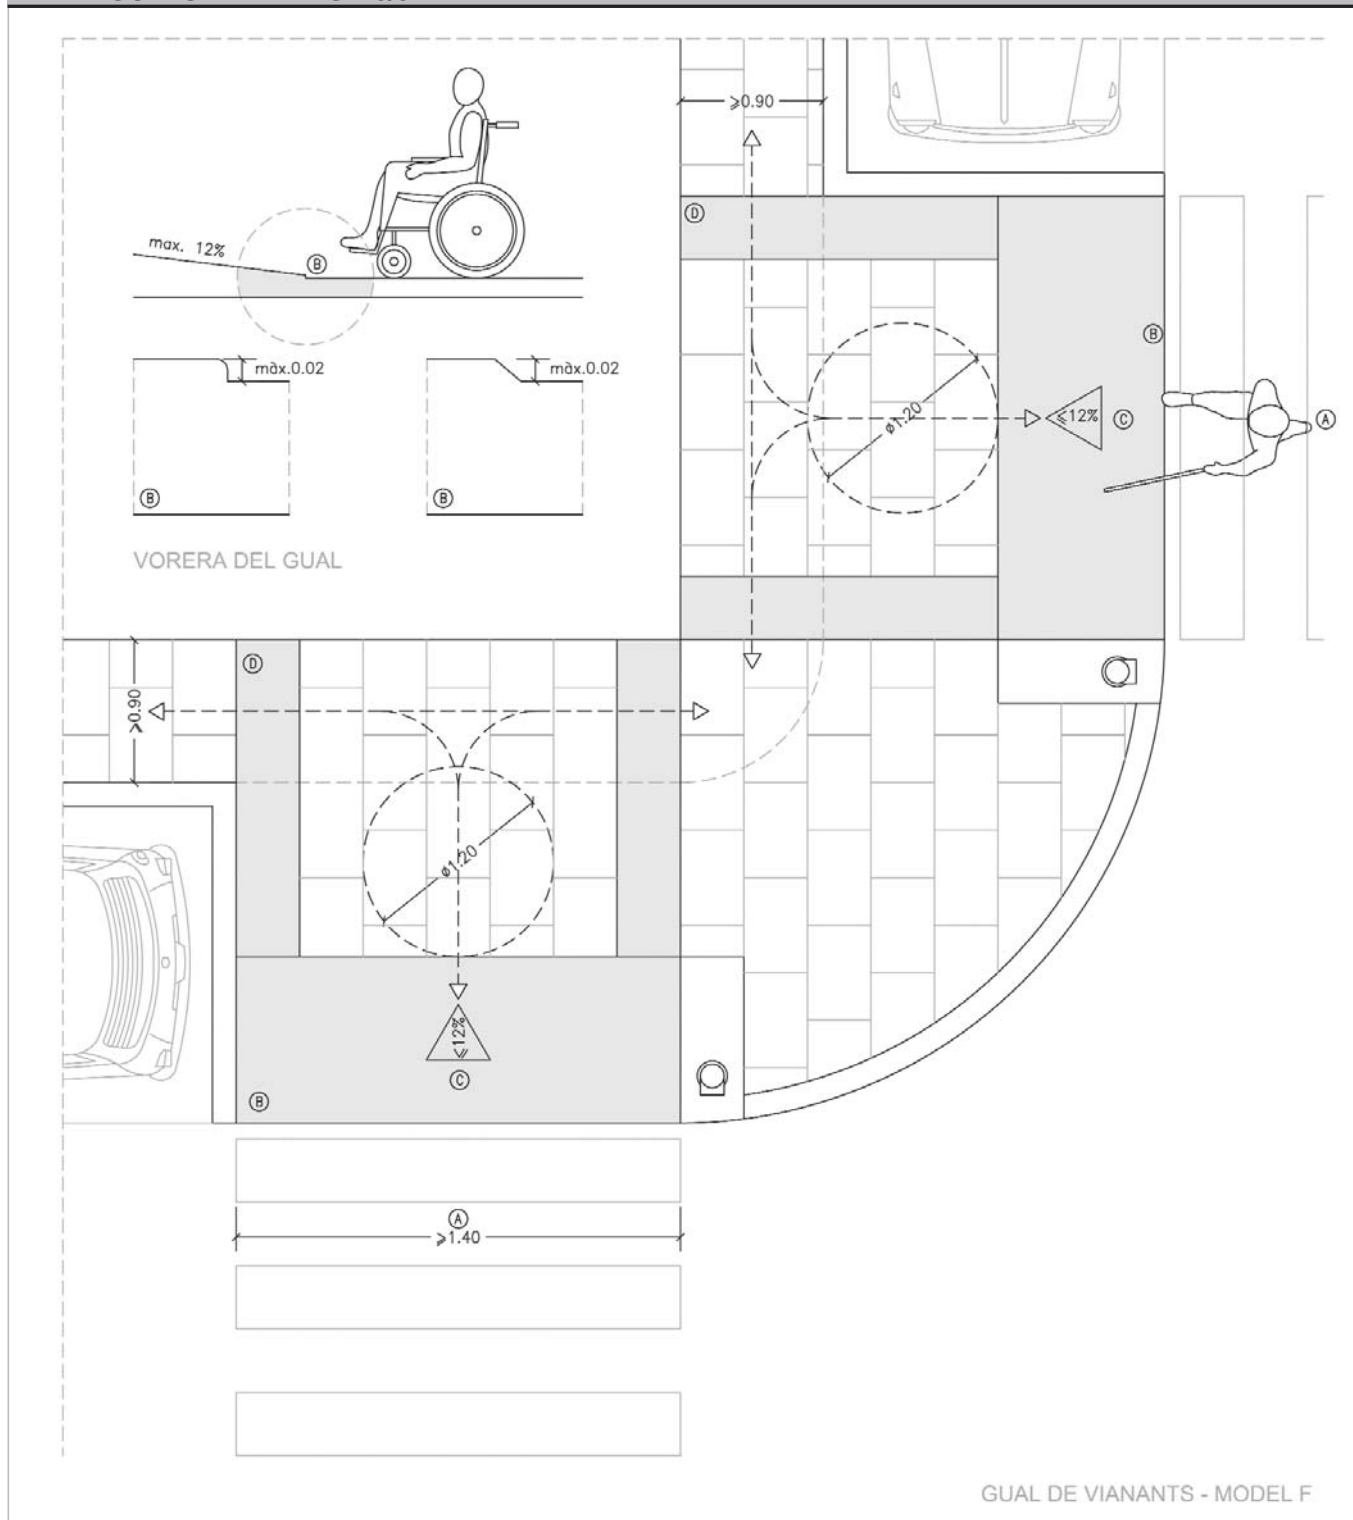 ⩾0.90
D
max. 12%
B
B
màx.0.02
màx.0.02
ø1.20
⩽12%
C
A
B
B
VORERA DEL GUAL
D
⩾0.90
ø1.20
⩽12%
C
B
A
⩾1.40
GUAL DE VIANANTS - MODEL F